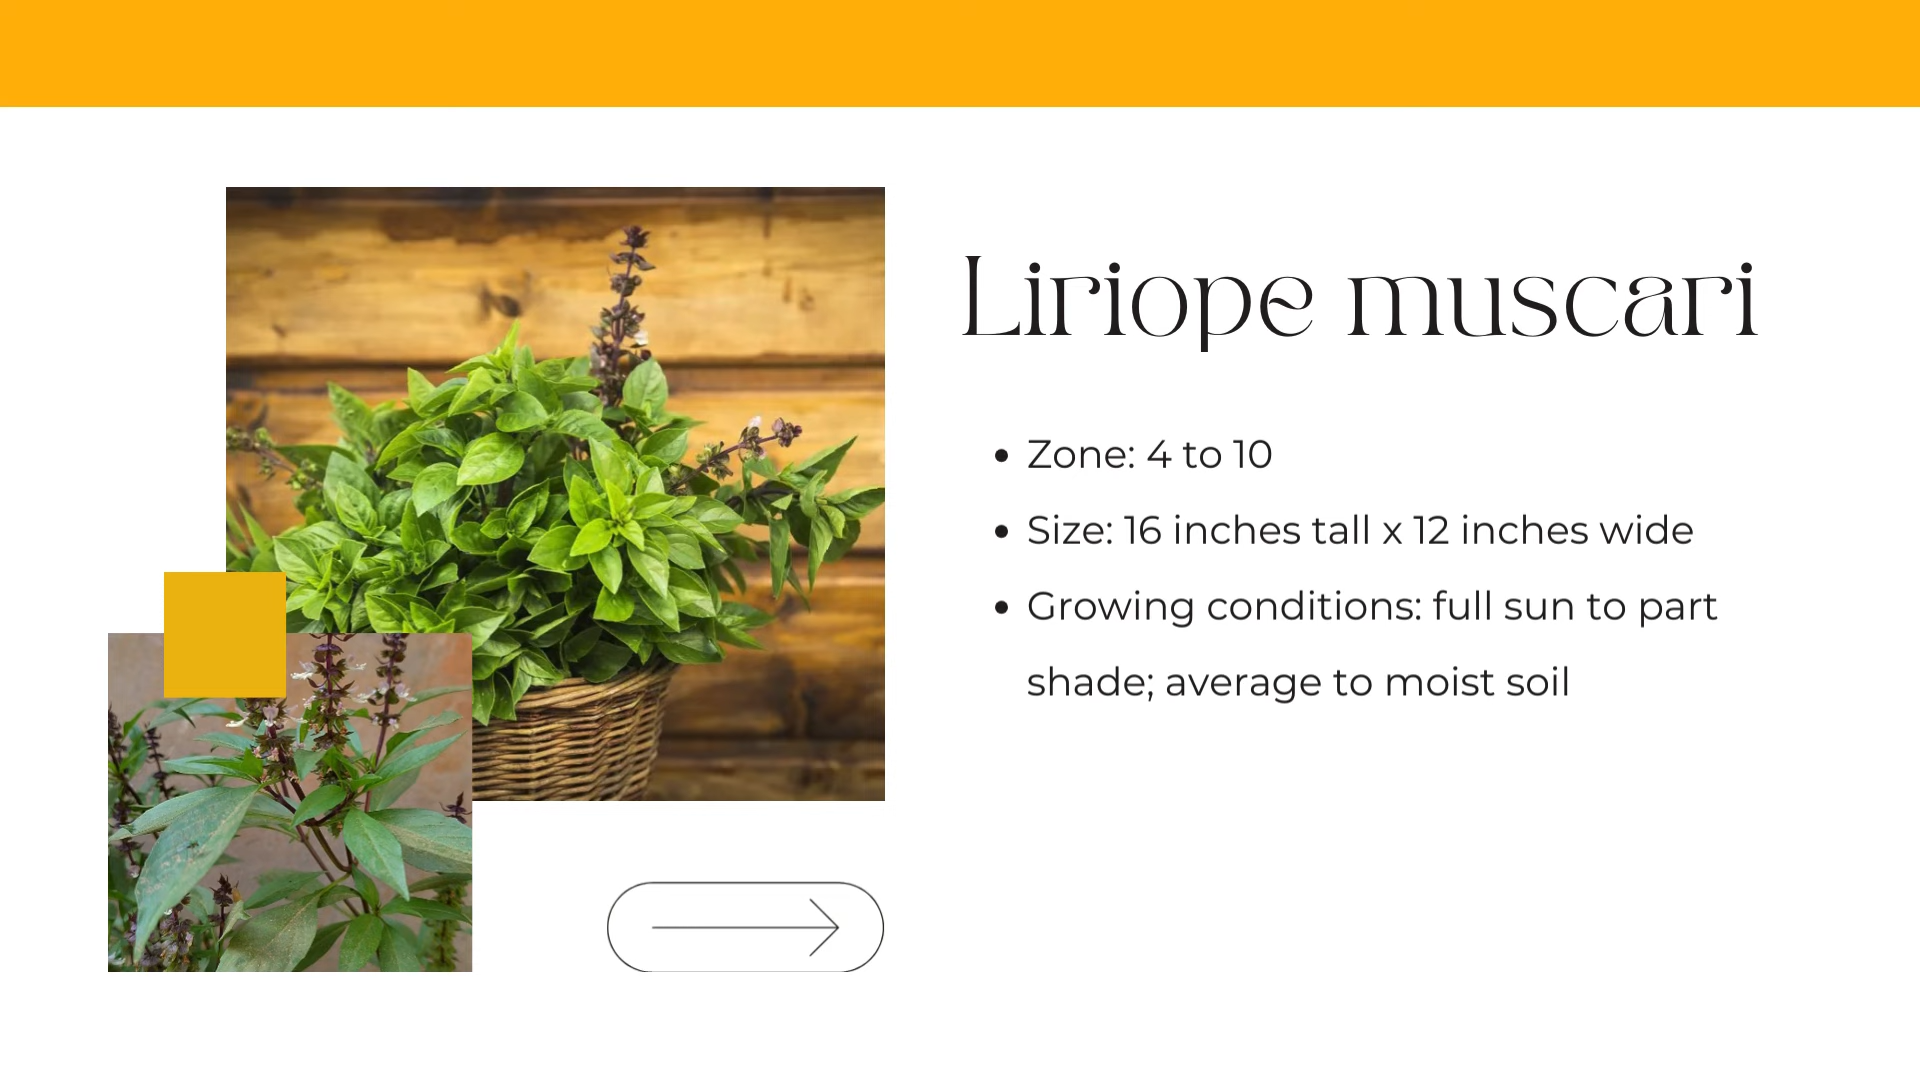 Liriope muscari
• Zone: 4 to 10
• Size: 16 inches tall x 12 inches wide
• Growing conditions: full sun to part
shade; average to moist soil